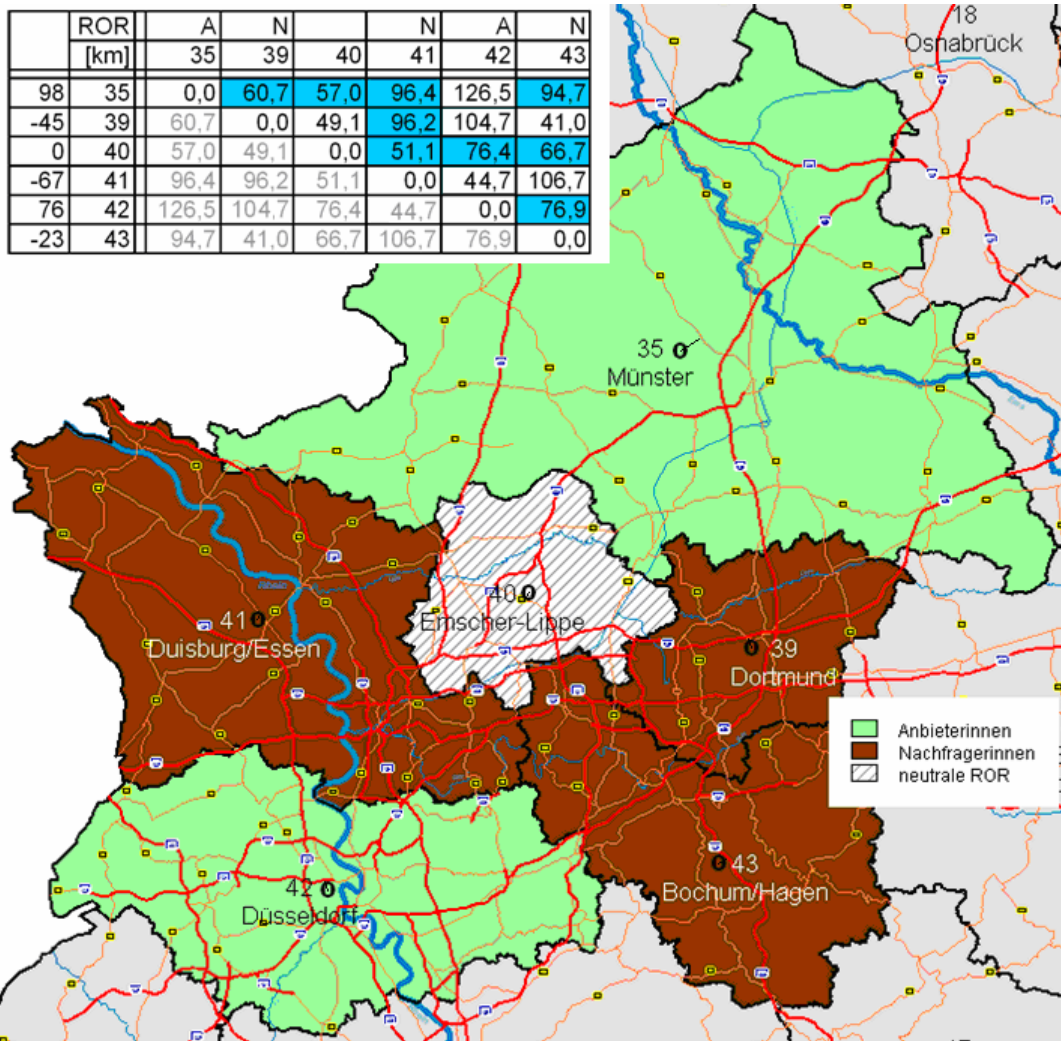 ROR A N N A N
[km] 35 39 40 41 42 43
98 35 0,0 60,7 57,0 96,4 126,5 94,7
-45 39 60,7 0,0 49,1 96,2 104,7 41,0
0 40 57,0 49,1 0,0 51,1 76,4 66,7
-67 41 96,4 96,2 51,1 0,0 44,7 106,7
76 42 126,5 104,7 76,4 44,7 0,0 76,9
-23 43 94,7 41,0 66,7 106,7 76,9 0,0
18
Osnabrück
35
Münster
40
Emscher-Lippe
41
Duisburg/Essen
39
Dortmund
Anbieterinnen
Nachfragerinnen
neutrale ROR
43
Bochum/Hagen
42
Düsseldorf